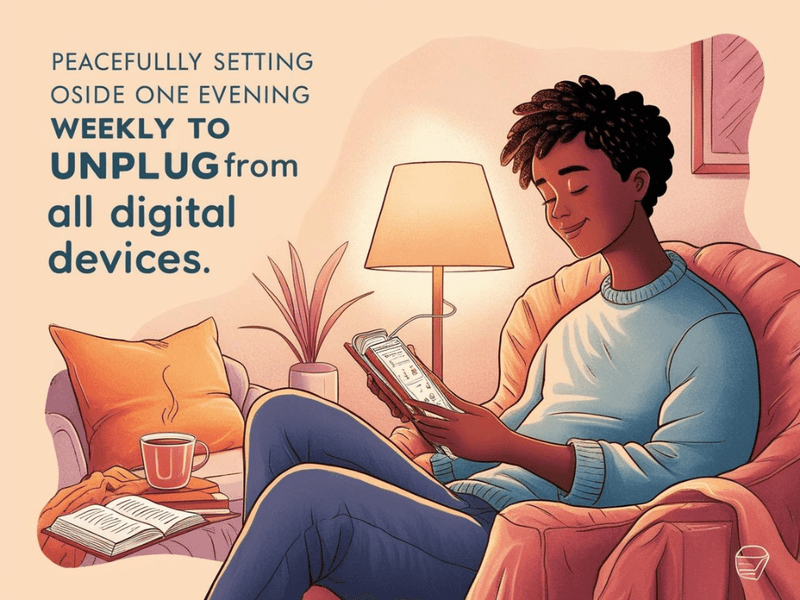 PEACEFULLLY SETTING
OSIDE ONE EVENING
WEEKLY TO
UNPLUG from
all digital
devices.